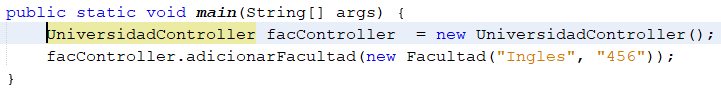 public static void main(String[] args) {
    UniversidadController facController  = new UniversidadController();
    facController.adicionarFacultad(new Facultad("Ingles", "456"));
}